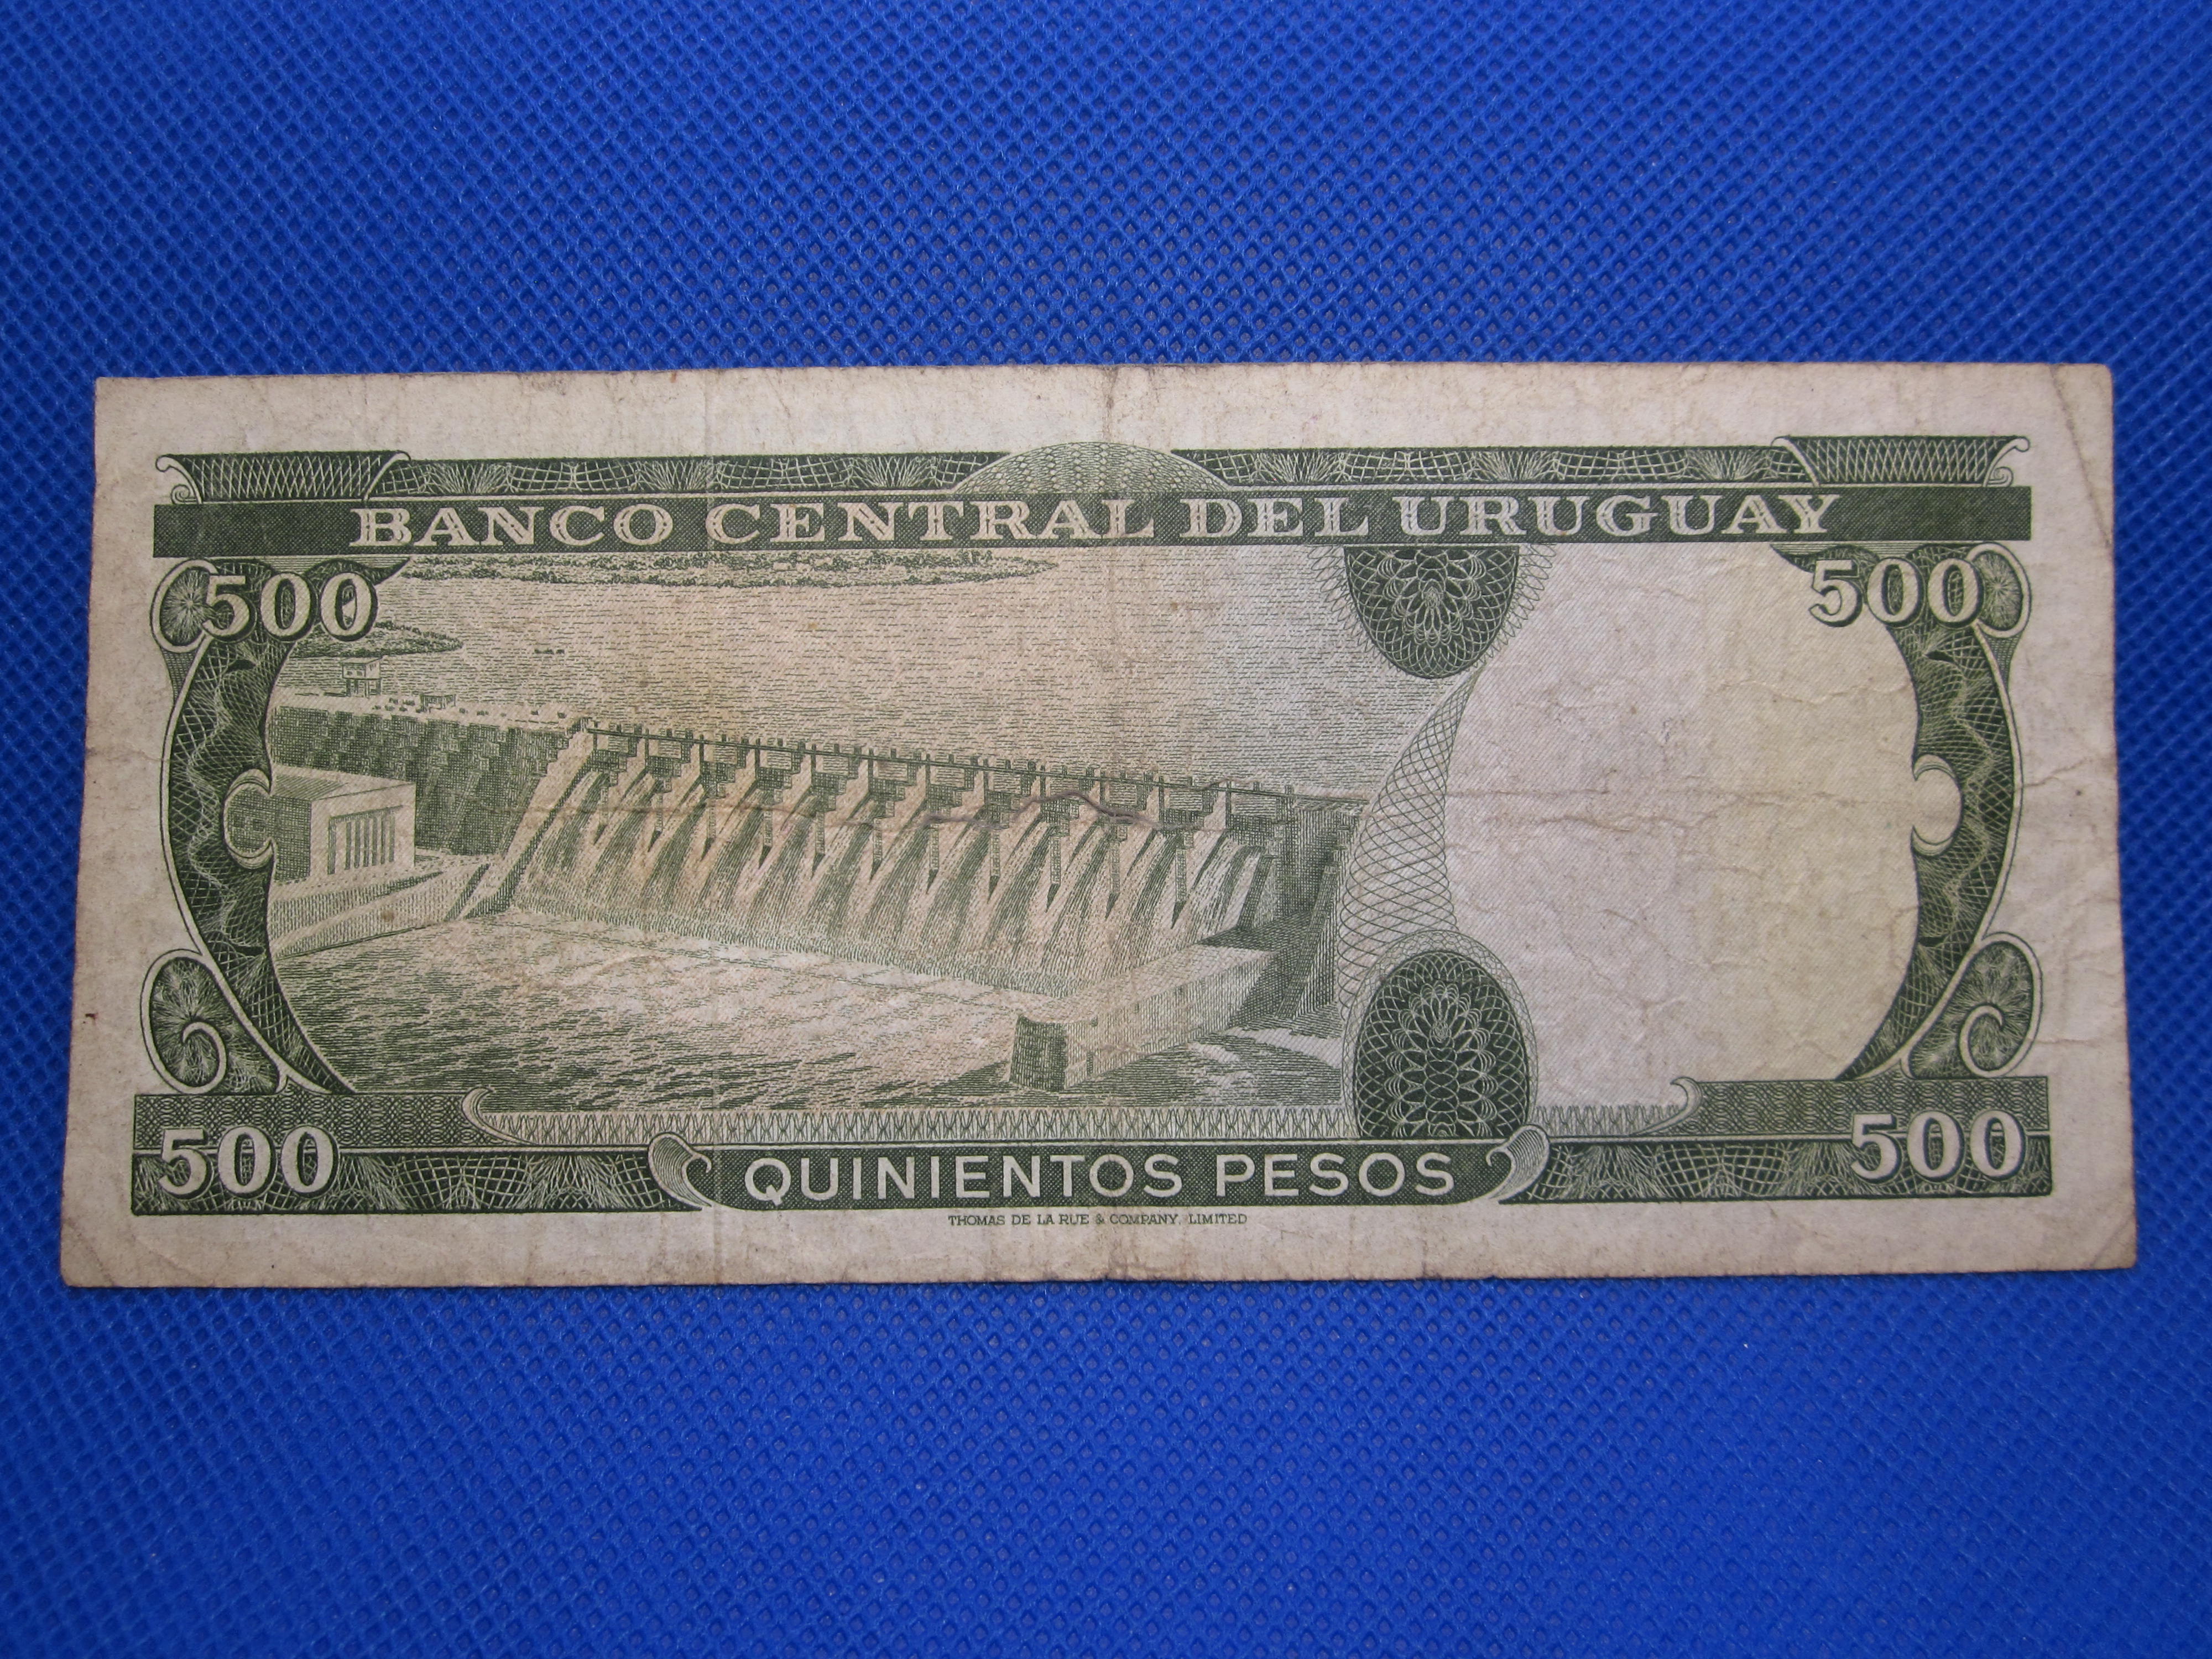 BANCO CENTRAL DEL URUGUAY
500 500
500 QUINIENTOS PESOS 500
THOMAS DE LA RUE & COMPANY, LIMITED